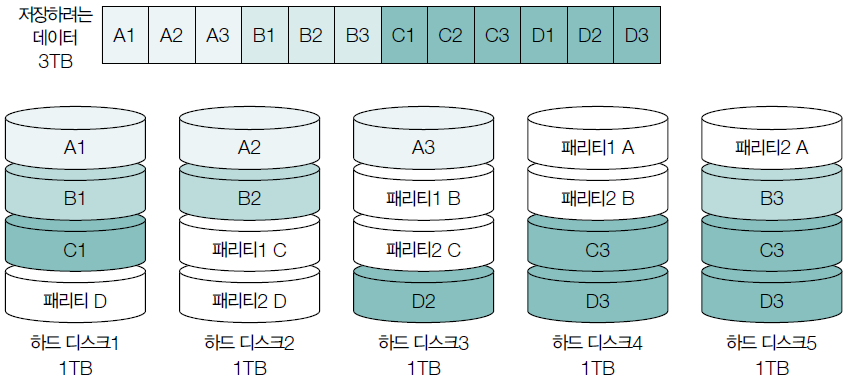 저장하려는
데이터
3TB
A1 A2 A3 B1 B2 B3 C1 C2 C3 D1 D2 D3
A1 A2 A3 패리티1 A 패리티2 A
B1 B2 패리티1 B 패리티2 B B3
C1 패리티1 C 패리티2 C C3 C3
패리티 D 패리티2 D D2 D3 D3
하드 디스크1 하드 디스크2 하드 디스크3 하드 디스크4 하드 디스크5
1TB 1TB 1TB 1TB 1TB